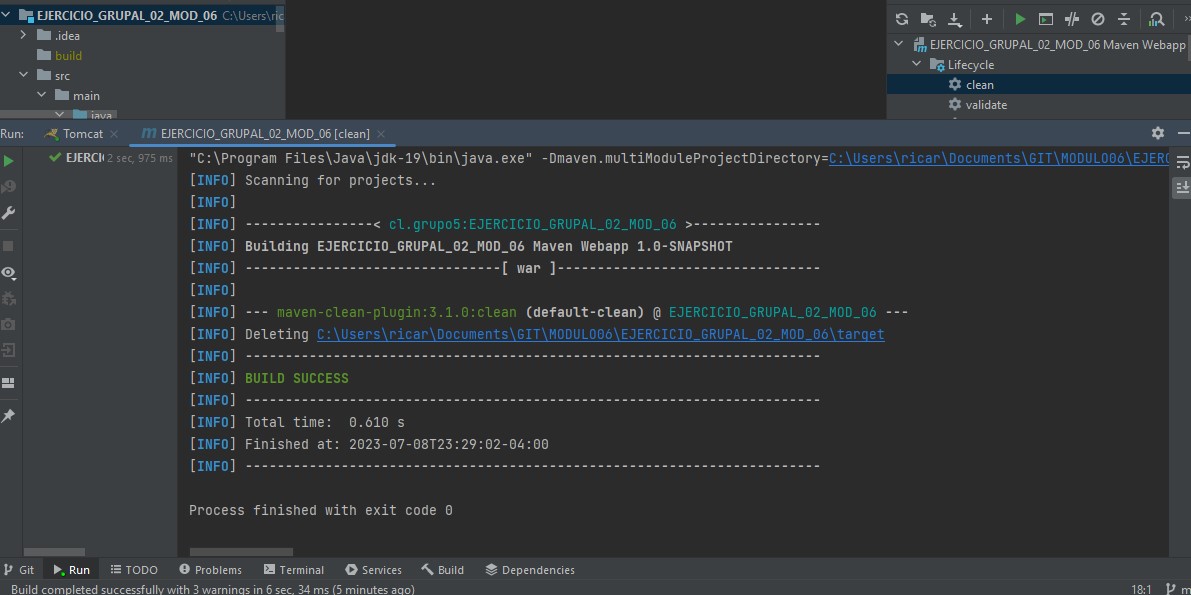 EJERCICIO_GRUPAL_02_MOD_06 C:\Users\ric
.idea
build
src
main
java
EJERCICIO_GRUPAL_02_MOD_06 Maven Webapp
Lifecycle
clean
validate
Run: Tomcat EJERCICIO_GRUPAL_02_MOD_06 [clean]
EJERCI 2 sec, 975 ms
"C:\Program Files\Java\jdk-19\bin\java.exe" -Dmaven.multiModuleProjectDirectory=C:\Users\ricar\Documents\GIT\MODULO06\EJERC
[INFO] Scanning for projects...
[INFO]
[INFO] ----------------< cl.grupo5:EJERCICIO_GRUPAL_02_MOD_06 >----------------
[INFO] Building EJERCICIO_GRUPAL_02_MOD_06 Maven Webapp 1.0-SNAPSHOT
[INFO] --------------------------------[ war ]---------------------------------
[INFO]
[INFO] --- maven-clean-plugin:3.1.0:clean (default-clean) @ EJERCICIO_GRUPAL_02_MOD_06 ---
[INFO] Deleting C:\Users\ricar\Documents\GIT\MODULO06\EJERCICIO_GRUPAL_02_MOD_06\target
[INFO] ------------------------------------------------------------------------
[INFO] BUILD SUCCESS
[INFO] ------------------------------------------------------------------------
[INFO] Total time:  0.610 s
[INFO] Finished at: 2023-07-08T23:29:02-04:00
[INFO] ------------------------------------------------------------------------
Process finished with exit code 0
Git Run TODO Problems Terminal Services Build Dependencies
Build completed successfully with 3 warnings in 6 sec, 34 ms (5 minutes ago) 18:1 m